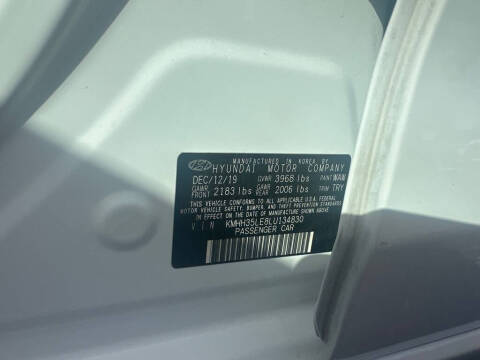 MANUFACTURED IN KOREA BY
HYUNDAI MOTOR COMPANY
DEC/12/19 GVWR 3968 lbs PAINT WAW
GAWR FRONT 2183 lbs GAWR REAR 2006 lbs TRIM TRY
THIS VEHICLE CONFORMS TO ALL APPLICABLE U.S.A FEDERAL
MOTOR VEHICLE SAFETY, BUMPER, AND THEFT PREVENTION
STANDARDS IN EFFECT ON THE DATE OF MANUFACTURE
SHOWN ABOVE.
VIN KMHH35LE8LU134830
PASSENGER CAR